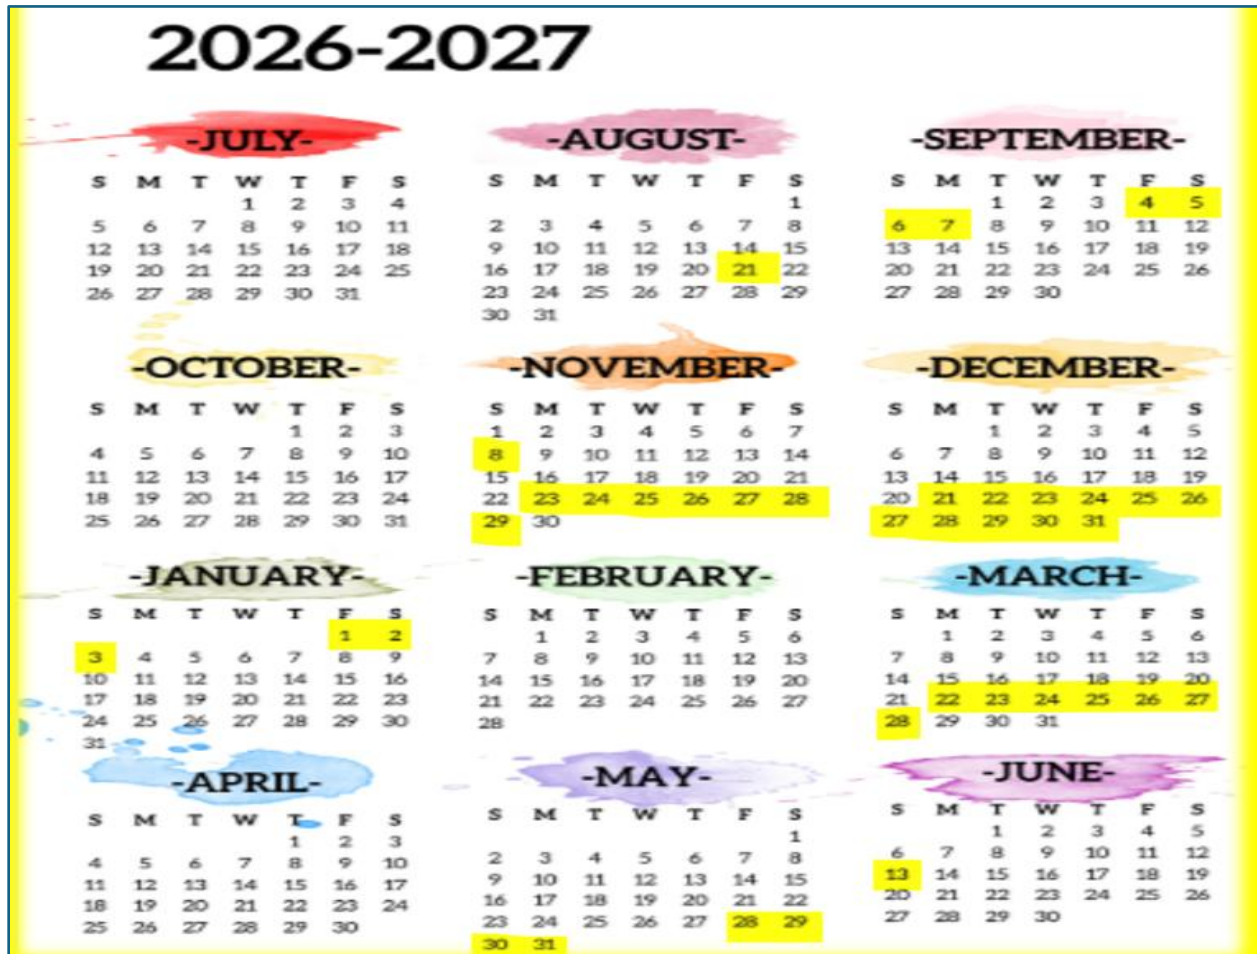 2026-2027
-JULY-
S M T W T F S
1 2 3 4
5 6 7 8 9 10 11
12 13 14 15 16 17 18
19 20 21 22 23 24 25
26 27 28 29 30 31
-AUGUST-
S M T W T F S
1
2 3 4 5 6 7 8
9 10 11 12 13 14 15
16 17 18 19 20 21 22
23 24 25 26 27 28 29
30 31
-SEPTEMBER-
S M T W T F S
1 2 3 4 5
6 7 8 9 10 11 12
13 14 15 16 17 18 19
20 21 22 23 24 25 26
27 28 29 30
-OCTOBER-
S M T W T F S
1 2 3
4 5 6 7 8 9 10
11 12 13 14 15 16 17
18 19 20 21 22 23 24
25 26 27 28 29 30 31
-NOVEMBER-
S M T W T F S
1 2 3 4 5 6 7
8 9 10 11 12 13 14
15 16 17 18 19 20 21
22 23 24 25 26 27 28
29 30
-DECEMBER-
S M T W T F S
1 2 3 4 5
6 7 8 9 10 11 12
13 14 15 16 17 18 19
20 21 22 23 24 25 26
27 28 29 30 31
-JANUARY-
S M T W T F S
1 2
3 4 5 6 7 8 9
10 11 12 13 14 15 16
17 18 19 20 21 22 23
24 25 26 27 28 29 30
31
-FEBRUARY-
S M T W T F S
1 2 3 4 5 6
7 8 9 10 11 12 13
14 15 16 17 18 19 20
21 22 23 24 25 26 27
28
-MARCH-
S M T W T F S
1 2 3 4 5 6
7 8 9 10 11 12 13
14 15 16 17 18 19 20
21 22 23 24 25 26 27
28 29 30 31
-APRIL-
S M T W T F S
1 2 3
4 5 6 7 8 9 10
11 12 13 14 15 16 17
18 19 20 21 22 23 24
25 26 27 28 29 30
-MAY-
S M T W T F S
1
2 3 4 5 6 7 8
9 10 11 12 13 14 15
16 17 18 19 20 21 22
23 24 25 26 27 28 29
30 31
-JUNE-
S M T W T F S
1 2 3 4 5
6 7 8 9 10 11 12
13 14 15 16 17 18 19
20 21 22 23 24 25 26
27 28 29 30